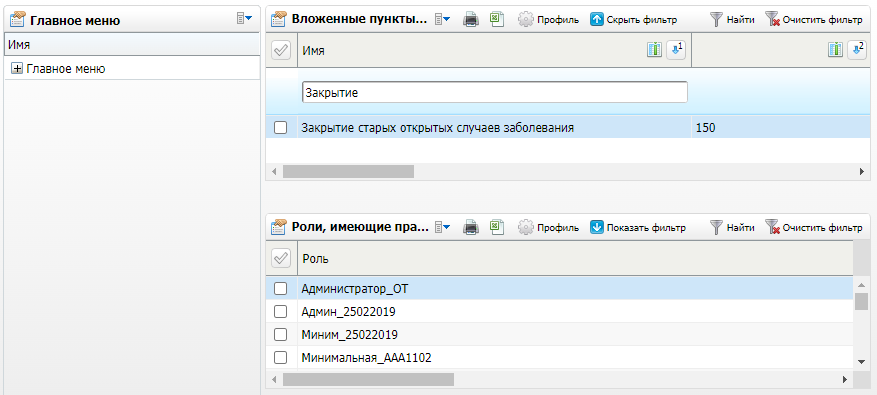 Главное меню
Имя
Главное меню
Вложенные пункты... Профиль Скрыть фильтр Найти Очистить фильтр
Имя 1 2
Закрытие
Закрытие старых открытых случаев заболевания 150
Роли, имеющие пра... Профиль Показать фильтр Найти Очистить фильтр
Роль
Администратор_ОТ
Админ_25022019
Миним_25022019
Минимальная_ААА1102